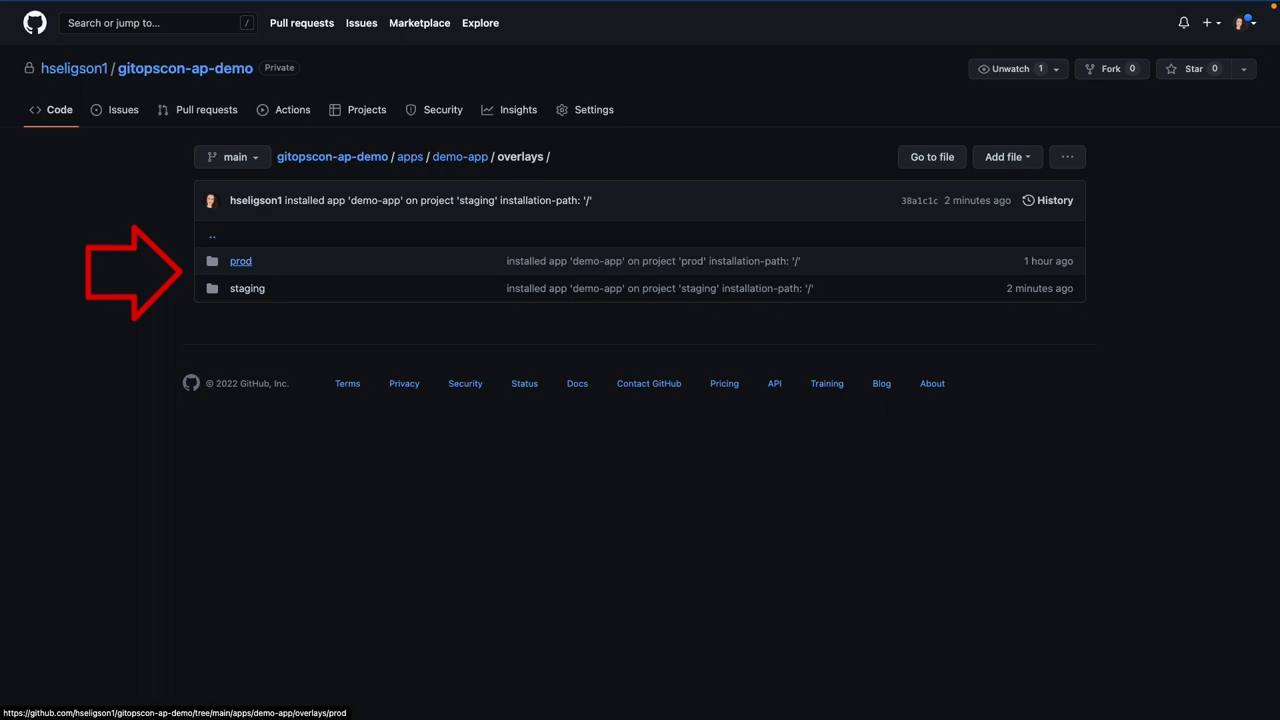 Search or jump to... / Pull requests Issues Marketplace Explore
hseligson1 / gitopscon-ap-demo Private Unwatch 1 Fork 0 Star 0
Code Issues Pull requests Actions Projects Security Insights Settings
main gitopscon-ap-demo / apps / demo-app / overlays / Go to file Add file ...
hseligson1 installed app 'demo-app' on project 'staging' installation-path: '/' 38a1c1c 2 minutes ago History
..
prod installed app 'demo-app' on project 'prod' installation-path: '/' 1 hour ago
staging installed app 'demo-app' on project 'staging' installation-path: '/' 2 minutes ago
© 2022 GitHub, Inc. Terms Privacy Security Status Docs Contact GitHub Pricing API Training Blog About
https://github.com/hseligson1/gitopscon-ap-demo/tree/main/apps/demo-app/overlays/prod